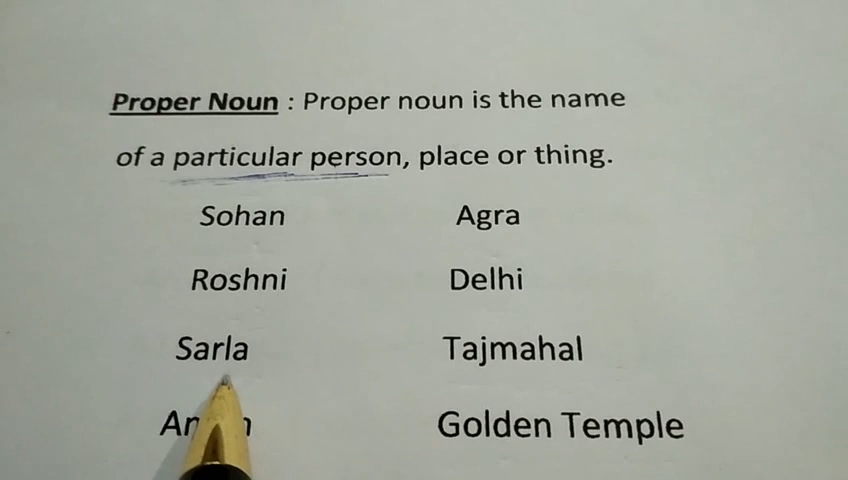 Proper Noun : Proper noun is the name
of a particular person, place or thing.
Sohan Agra
Roshni Delhi
Sarla Tajmahal
Golden Temple